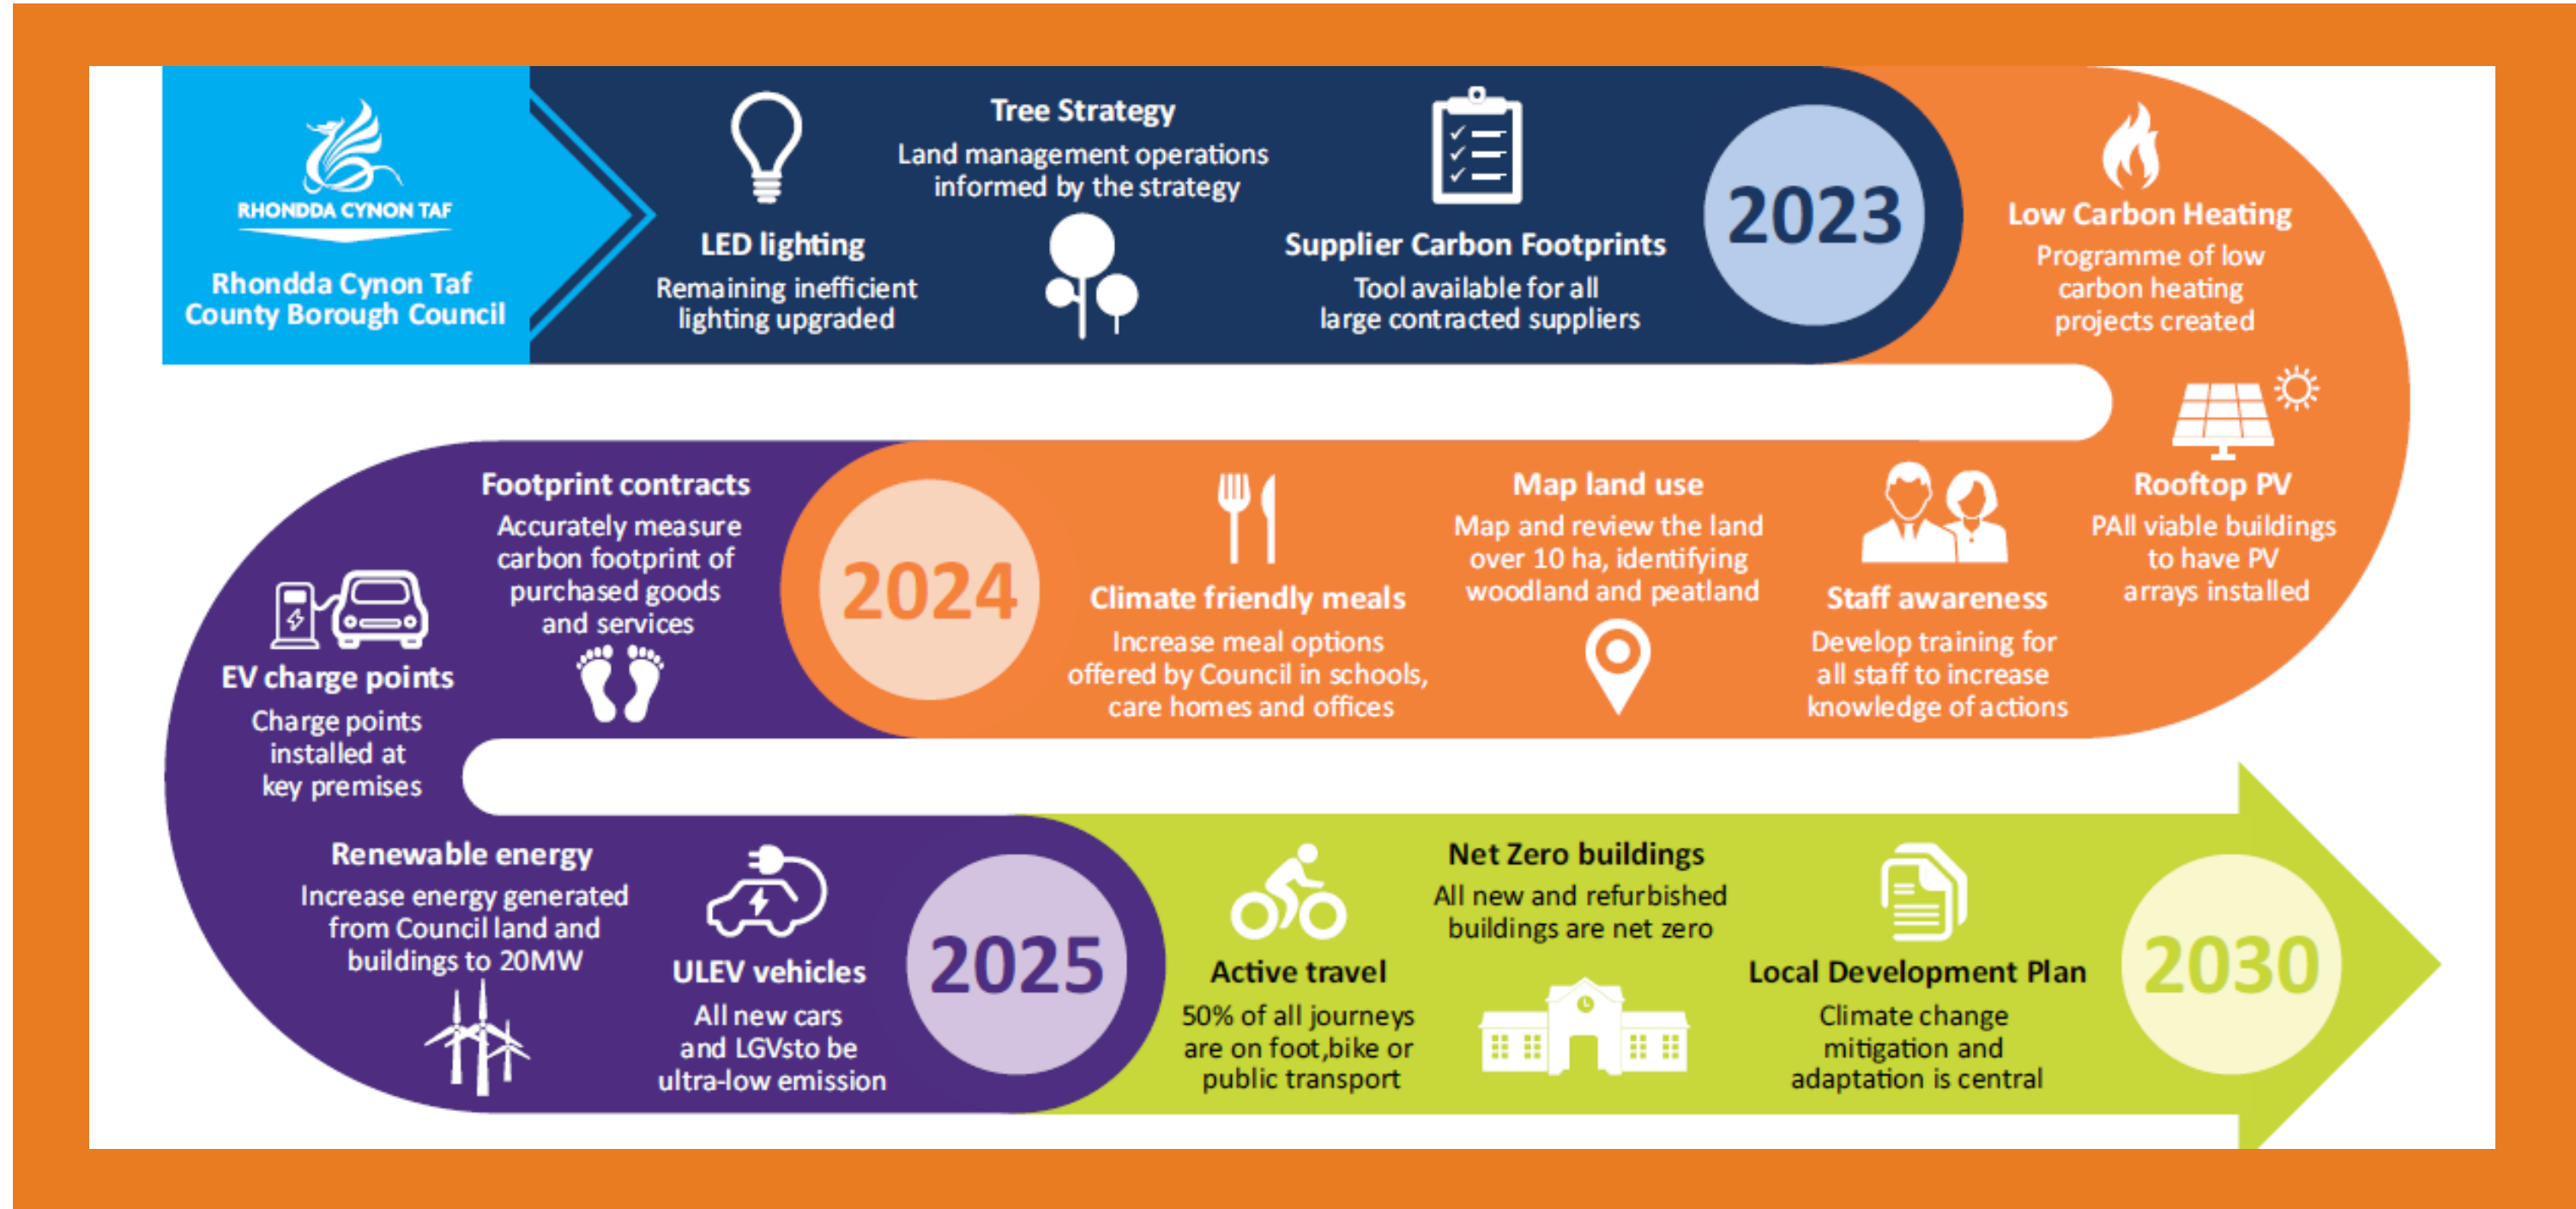 RHONDDA CYNON TAF
Rhondda Cynon Taf
County Borough Council
LED lighting
Remaining inefficient
lighting upgraded
Tree Strategy
Land management operations
informed by the strategy
Supplier Carbon Footprints
Tool available for all
large contracted suppliers
2023
Low Carbon Heating
Programme of low
carbon heating
projects created
Rooftop PV
PAll viable buildings
to have PV
arrays installed
Staff awareness
Develop training for
all staff to increase
knowledge of actions
Map land use
Map and review the land
over 10 ha, identifying
woodland and peatland
Climate friendly meals
Increase meal options
offered by Council in schools,
care homes and offices
2024
Footprint contracts
Accurately measure
carbon footprint of
purchased goods
and services
EV charge points
Charge points
installed at
key premises
Renewable energy
Increase energy generated
from Council land and
buildings to 20MW
ULEV vehicles
All new cars
and LGVsto be
ultra-low emission
2025
Active travel
50% of all journeys
are on foot,bike or
public transport
Net Zero buildings
All new and refurbished
buildings are net zero
Local Development Plan
Climate change
mitigation and
adaptation is central
2030